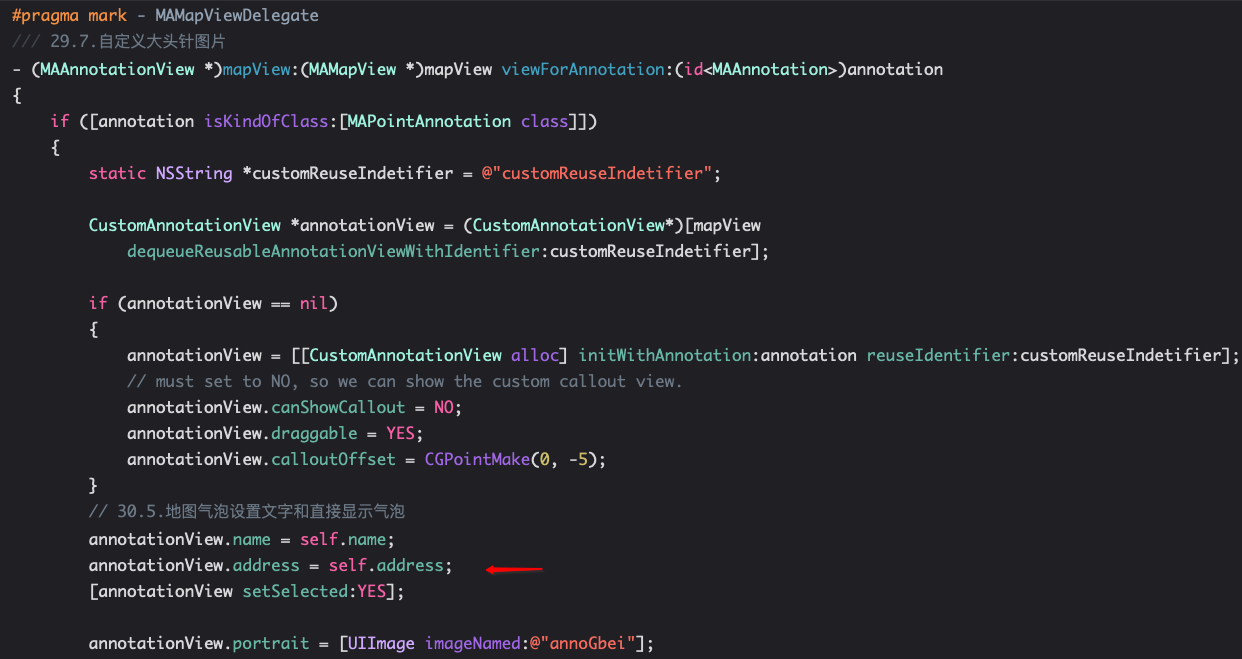 #pragma mark - MAMapViewDelegate
/// 29.7.自定义大头针图片
- (MAAnnotationView *)mapView:(MAMapView *)mapView viewForAnnotation:(id<MAAnnotation>)annotation
{
    if ([annotation isKindOfClass:[MAPointAnnotation class]])
    {
        static NSString *customReuseIndetifier = @"customReuseIndetifier";
        CustomAnnotationView *annotationView = (CustomAnnotationView*)[mapView
            dequeueReusableAnnotationViewWithIdentifier:customReuseIndetifier];
        if (annotationView == nil)
        {
            annotationView = [[CustomAnnotationView alloc] initWithAnnotation:annotation reuseIdentifier:customReuseIndetifier];
            // must set to NO, so we can show the custom callout view.
            annotationView.canShowCallout = NO;
            annotationView.draggable = YES;
            annotationView.calloutOffset = CGPointMake(0, -5);
        }
        // 30.5.地图气泡设置文字和直接显示气泡
        annotationView.name = self.name;
        annotationView.address = self.address;
        [annotationView setSelected:YES];
        annotationView.portrait = [UIImage imageNamed:@"annoGbei"];